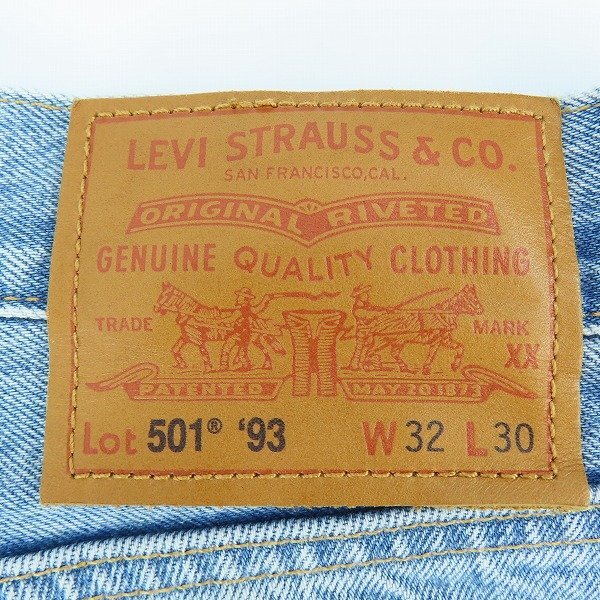 LEVI STRAUSS & CO.
SAN FRANCISCO, CAL.
ORIGINAL RIVETED
GENUINE QUALITY CLOTHING
TRADE MARK
XX
PATENTED MAY 20 1873
Lot 501® '93 W 32 L 30